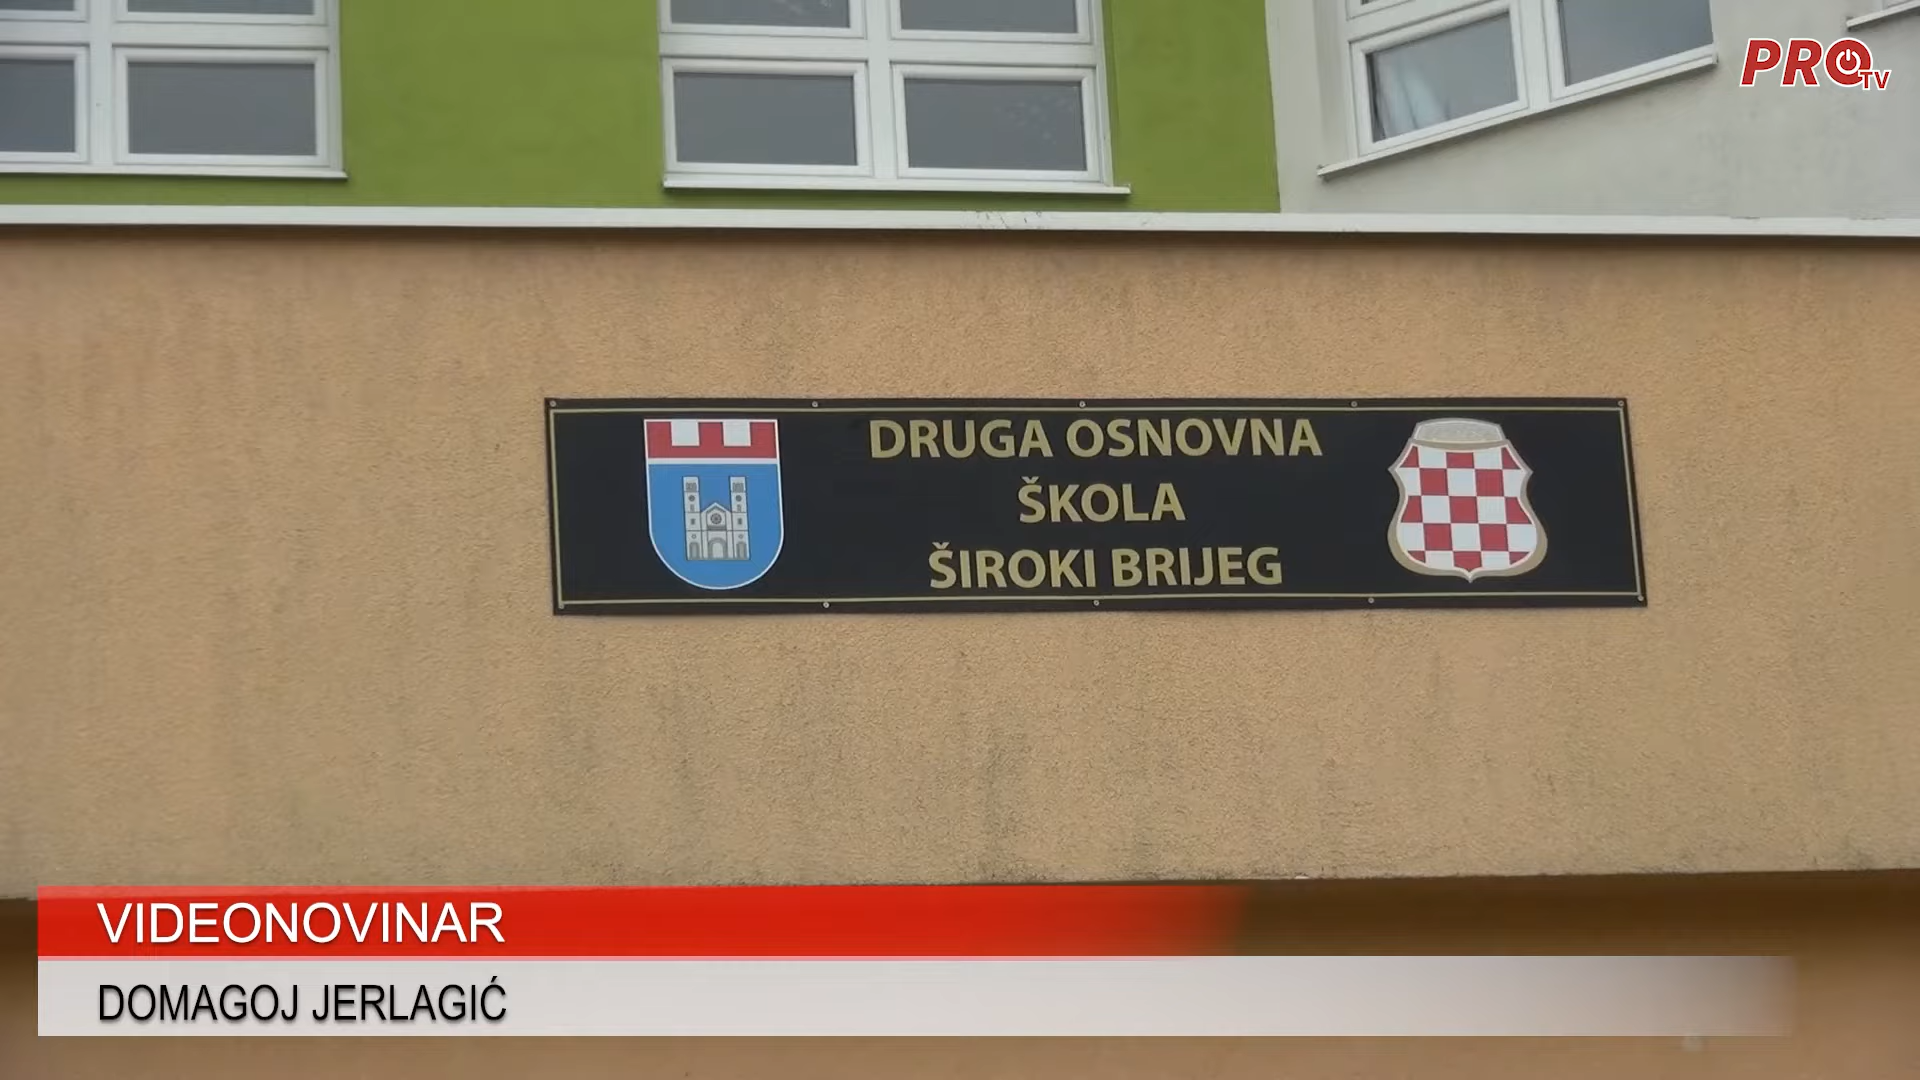 PRO TV
DRUGA OSNOVNA
ŠKOLA
ŠIROKI BRIJEG
VIDEONOVINAR
DOMAGOJ JERLAGIĆ